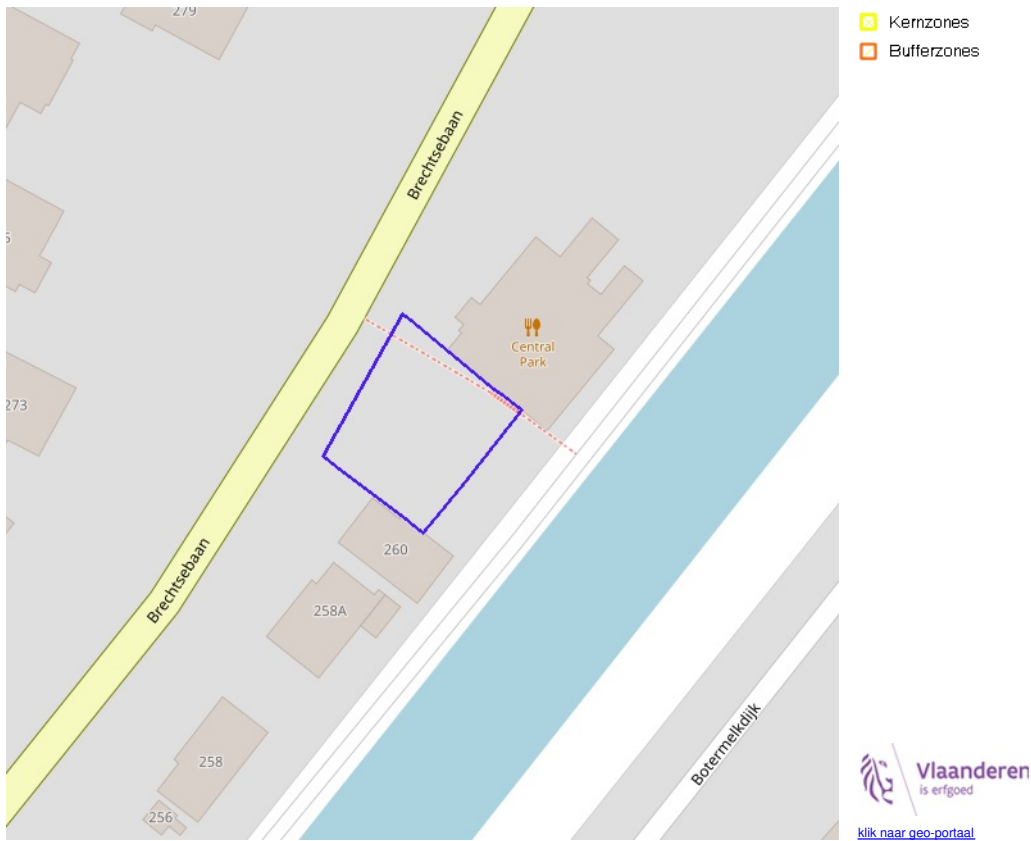 279
Kernzones
Bufferzones
Brechtsebaan
Central
Park
273
260
Brechtsebaan
258A
Botermelkdijk
258
256
Vlaanderen
is erfgoed
klik naar geo-portaal